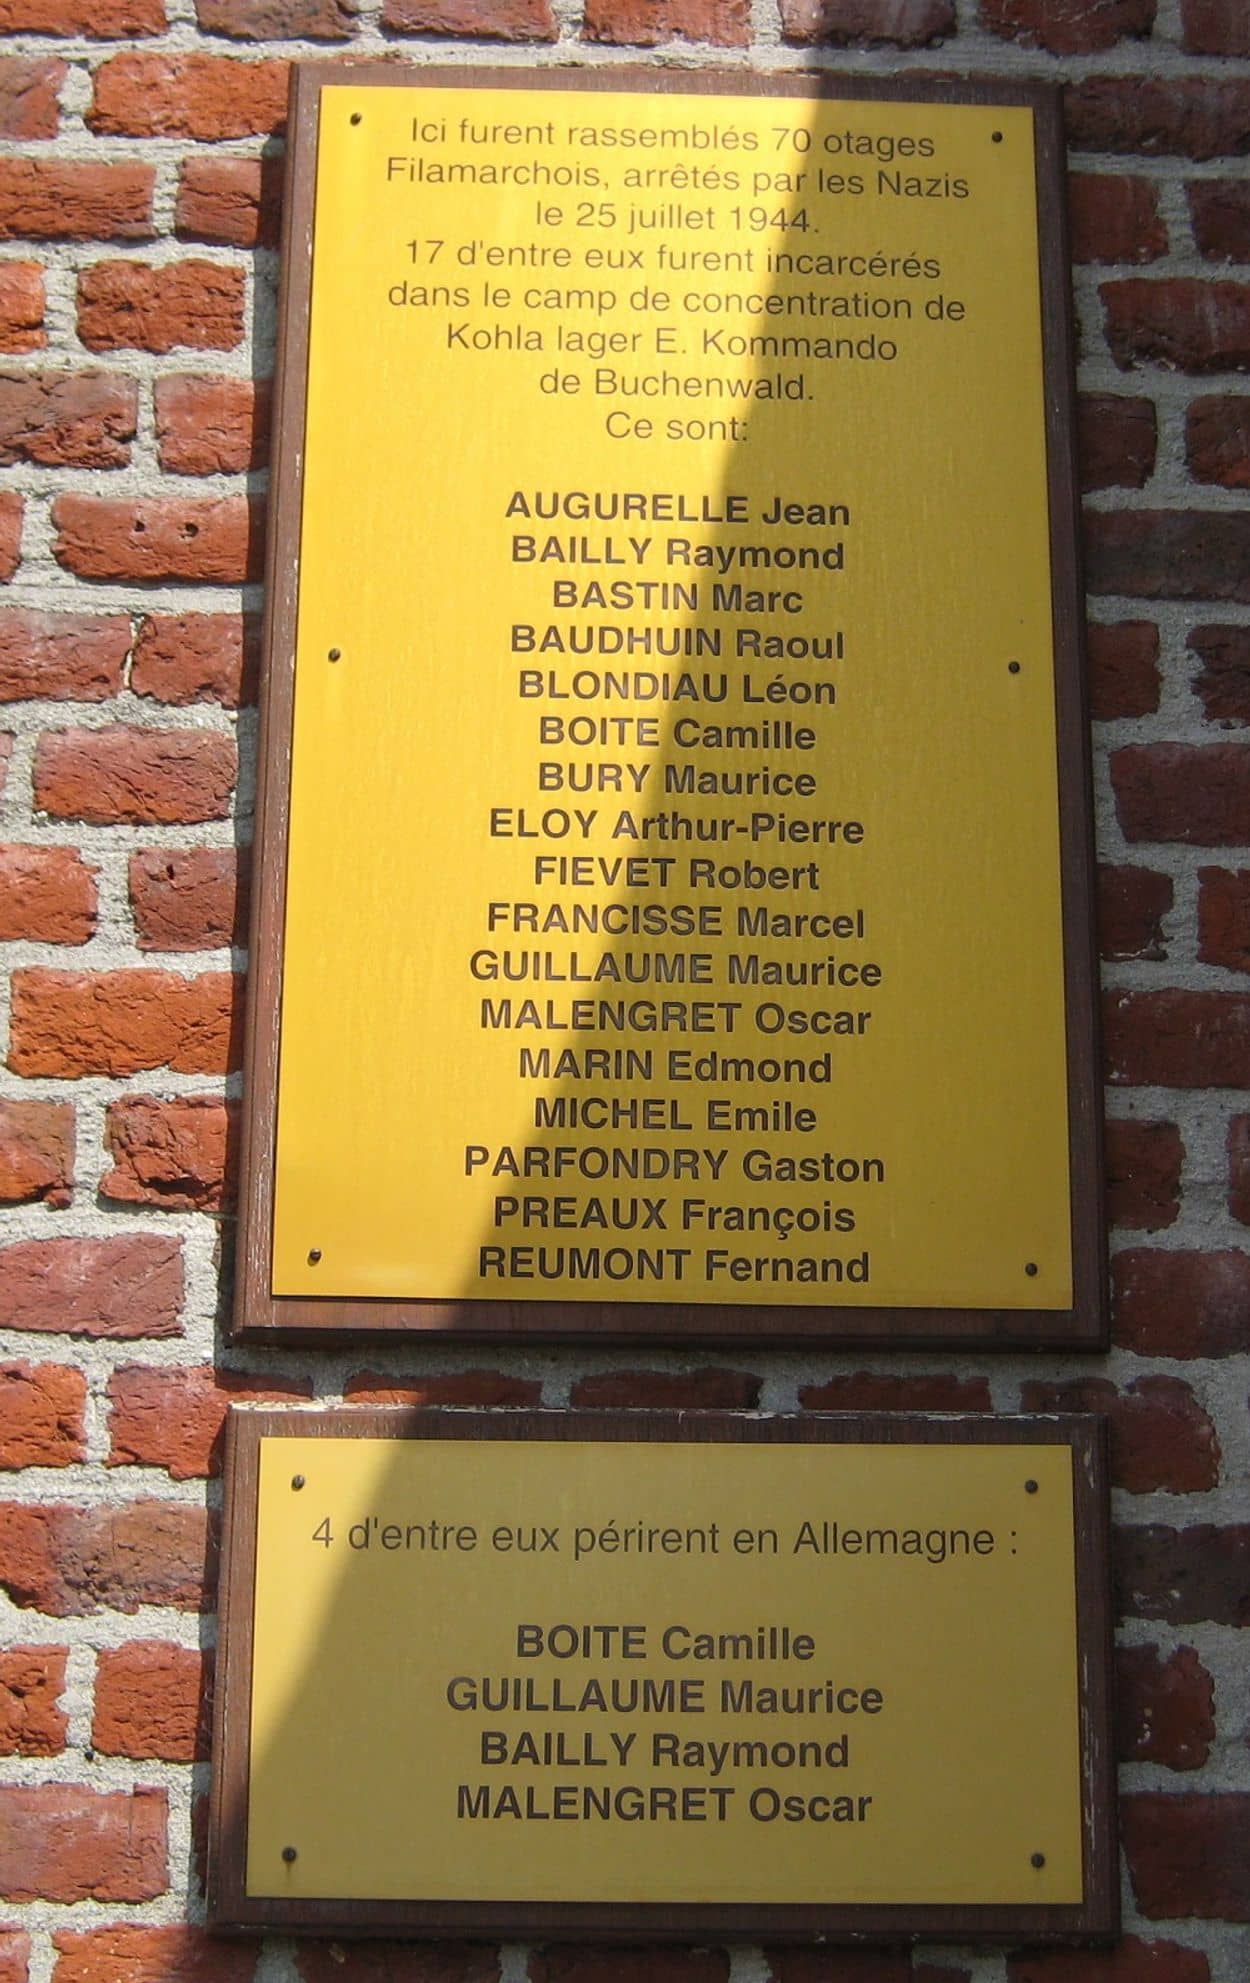 Ici furent rassemblés 70 otages
Filamarchois, arrêtés par les Nazis
le 25 juillet 1944.
17 d'entre eux furent incarcérés
dans le camp de concentration de
Kohla lager E. Kommando
de Buchenwald.
Ce sont:
AUGURELLE Jean
BAILLY Raymond
BASTIN Marc
BAUDHUIN Raoul
BLONDIAU Léon
BOITE Camille
BURY Maurice
ELOY Arthur-Pierre
FIEVET Robert
FRANCISSE Marcel
GUILLAUME Maurice
MALENGRET Oscar
MARIN Edmond
MICHEL Emile
PARFONDRY Gaston
PREAUX François
REUMONT Fernand
4 d'entre eux périrent en Allemagne :
BOITE Camille
GUILLAUME Maurice
BAILLY Raymond
MALENGRET Oscar